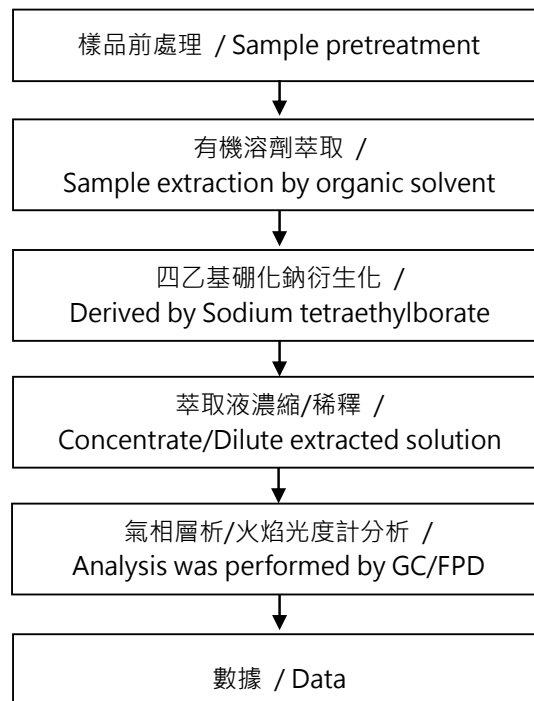 樣品前處理 / Sample pretreatment
有機溶劑萃取 /
Sample extraction by organic solvent
四乙基硼化鈉衍生化 /
Derived by Sodium tetraethylborate
萃取液濃縮/稀釋 /
Concentrate/Dilute extracted solution
氣相層析/火焰光度計分析 /
Analysis was performed by GC/FPD
數據 / Data